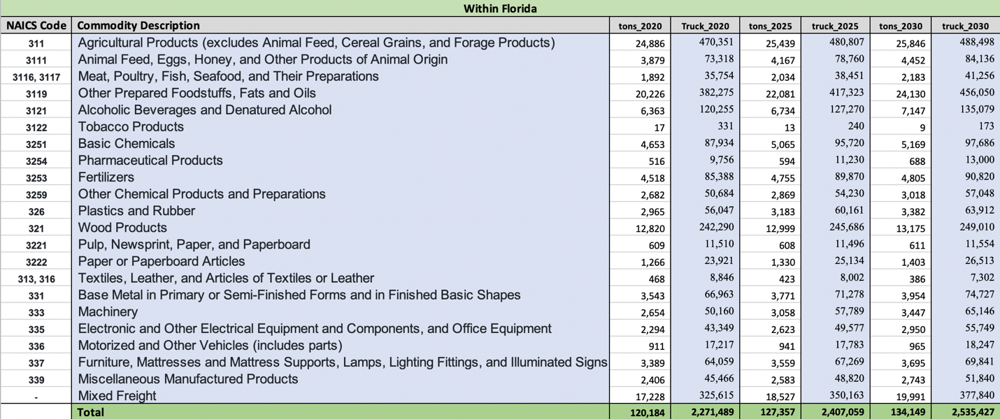 Within Florida
NAICS Code Commodity Description tons_2020 Truck_2020 tons_2025 truck_2025 tons_2030 truck_2030
311 Agricultural Products (excludes Animal Feed, Cereal Grains, and Forage Products) 24,886 470,351 25,439 480,807 25,846 488,498
3111 Animal Feed, Eggs, Honey, and Other Products of Animal Origin 3,879 73,318 4,167 78,760 4,452 84,136
3116, 3117 Meat, Poultry, Fish, Seafood, and Their Preparations 1,892 35,754 2,034 38,451 2,183 41,256
3119 Other Prepared Foodstuffs, Fats and Oils 20,226 382,275 22,081 417,323 24,130 456,050
3121 Alcoholic Beverages and Denatured Alcohol 6,363 120,255 6,734 127,270 7,147 135,079
3122 Tobacco Products 17 331 13 240 9 173
3251 Basic Chemicals 4,653 87,934 5,065 95,720 5,169 97,686
3254 Pharmaceutical Products 516 9,756 594 11,230 688 13,000
3253 Fertilizers 4,518 85,388 4,755 89,870 4,805 90,820
3259 Other Chemical Products and Preparations 2,682 50,684 2,869 54,230 3,018 57,048
326 Plastics and Rubber 2,965 56,047 3,183 60,161 3,382 63,912
321 Wood Products 12,820 242,290 12,999 245,686 13,175 249,010
3221 Pulp, Newsprint, Paper, and Paperboard 609 11,510 608 11,496 611 11,554
3222 Paper or Paperboard Articles 1,266 23,921 1,330 25,134 1,403 26,513
313, 316 Textiles, Leather, and Articles of Textiles or Leather 468 8,846 423 8,002 386 7,302
331 Base Metal in Primary or Semi-Finished Forms and in Finished Basic Shapes 3,543 66,963 3,771 71,278 3,954 74,727
333 Machinery 2,654 50,160 3,058 57,789 3,447 65,146
335 Electronic and Other Electrical Equipment and Components, and Office Equipment 2,294 43,349 2,623 49,577 2,950 55,749
336 Motorized and Other Vehicles (includes parts) 911 17,217 941 17,783 965 18,247
337 Furniture, Mattresses and Mattress Supports, Lamps, Lighting Fittings, and Illuminated Signs 3,389 64,059 3,559 67,269 3,695 69,841
339 Miscellaneous Manufactured Products 2,406 45,466 2,583 48,820 2,743 51,840
- Mixed Freight 17,228 325,615 18,527 350,163 19,991 377,840
Total 120,184 2,271,489 127,357 2,407,059 134,149 2,535,427